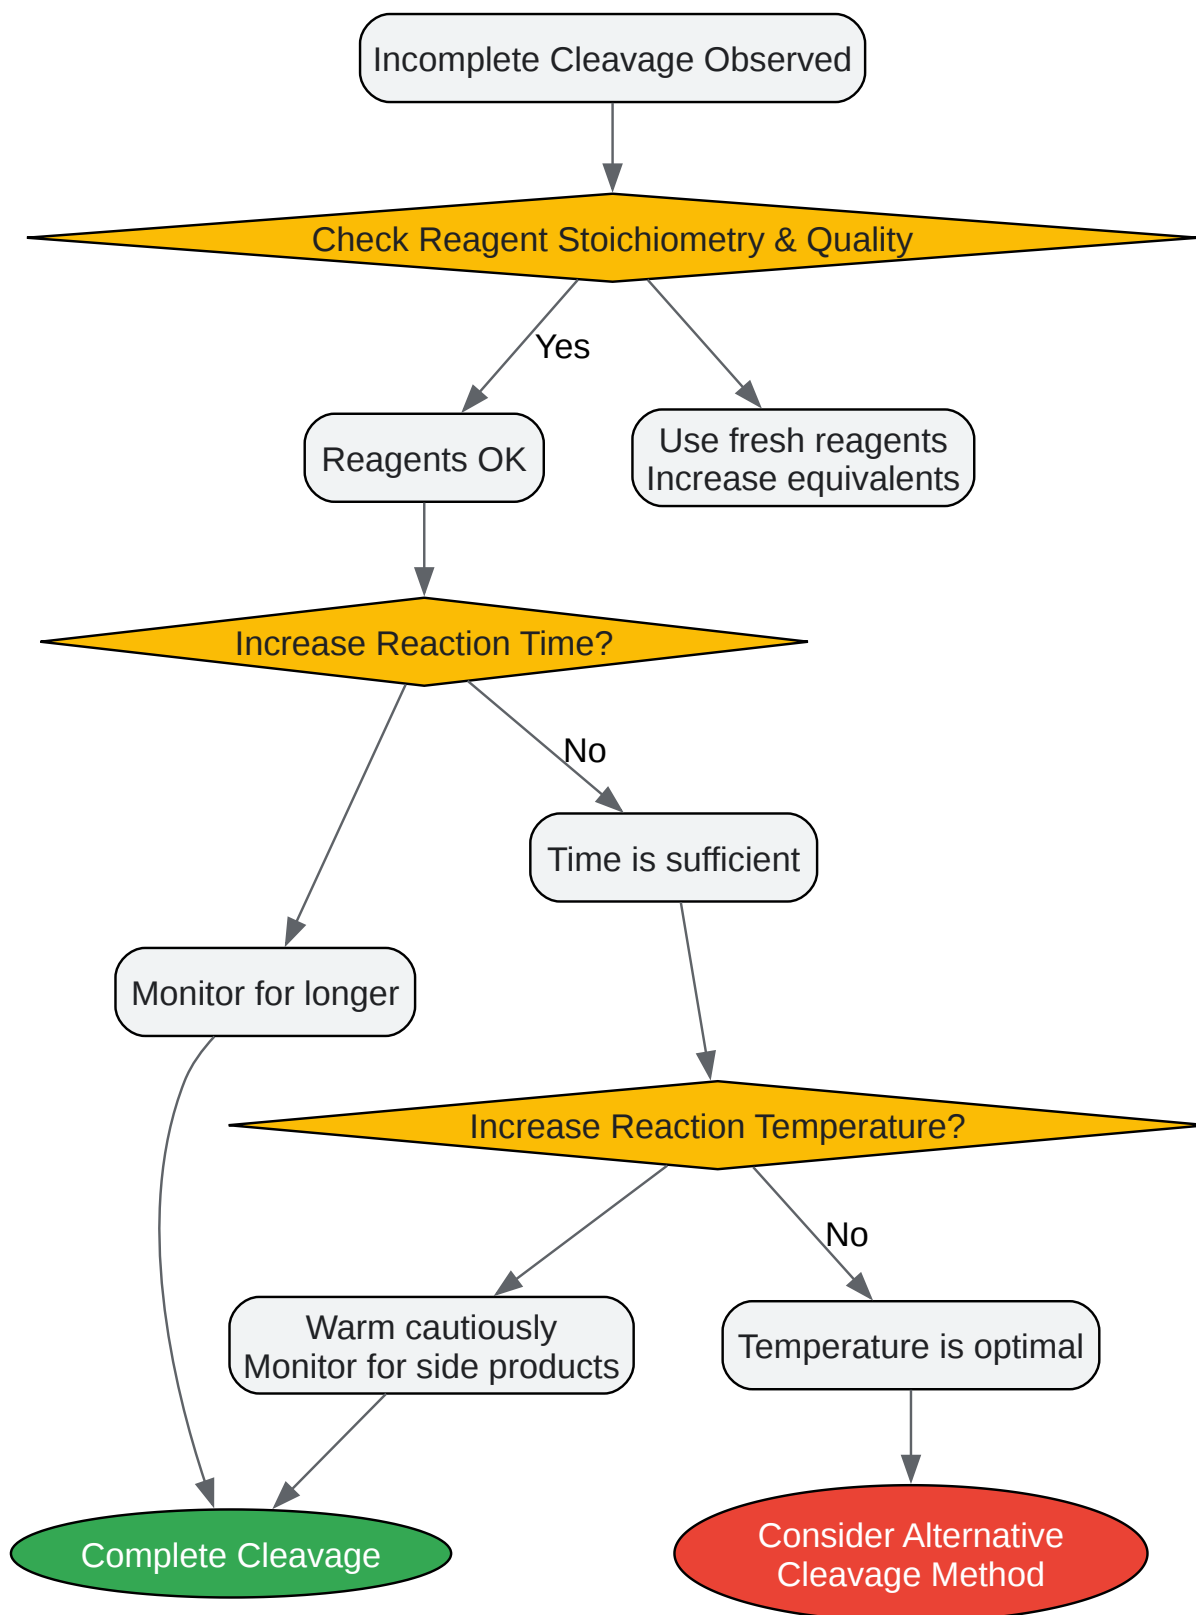 Incomplete Cleavage Observed
Check Reagent Stoichiometry & Quality
Yes
Reagents OK
Use fresh reagents
Increase equivalents
Increase Reaction Time?
No
Time is sufficient
Monitor for longer
Increase Reaction Temperature?
No
Warm cautiously
Monitor for side products
Temperature is optimal
Complete Cleavage
Consider Alternative
Cleavage Method